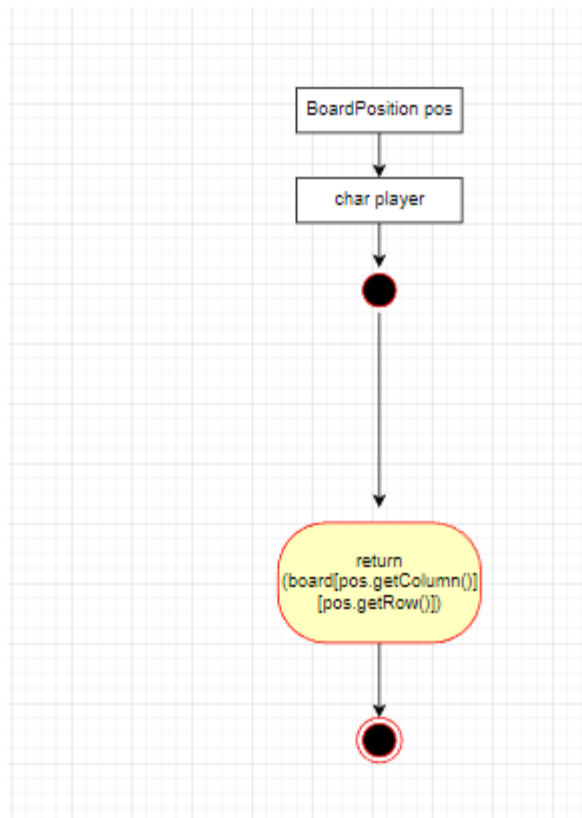 BoardPosition pos
char player
return
(board[pos.getColumn()]
[pos.getRow()])